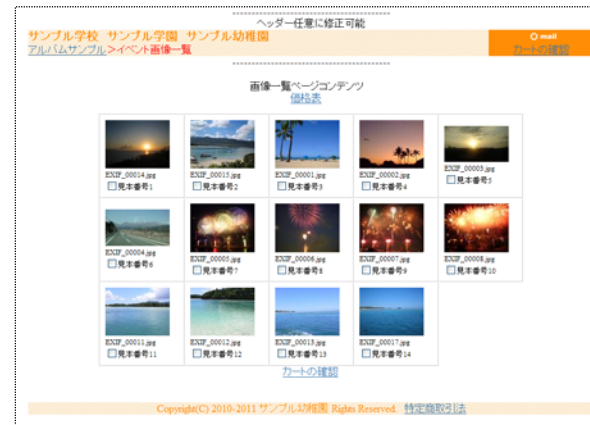 ヘッダー任意に修正可能
サンプル学校 サンプル学園 サンプル幼稚園
mail
アルバムサンプル>イベント画像一覧
カートの確認
画像一覧ページコンテンツ
価格表
EXIF_00014.jpg EXIF_00015.jpg EXIF_00001.jpg EXIF_00002.jpg EXIF_00003.jpg
見本番号1 見本番号2 見本番号3 見本番号4 見本番号5
EXIF_00004.jpg EXIF_00005.jpg EXIF_00006.jpg EXIF_00007.jpg EXIF_00008.jpg
見本番号6 見本番号7 見本番号8 見本番号9 見本番号10
EXIF_00011.jpg EXIF_00012.jpg EXIF_00013.jpg EXIF_00017.jpg
見本番号11 見本番号12 見本番号13 見本番号14
カートの確認
Copyright(C) 2010-2011 サンプル幼稚園 Rights Reserved. 特定商取引法